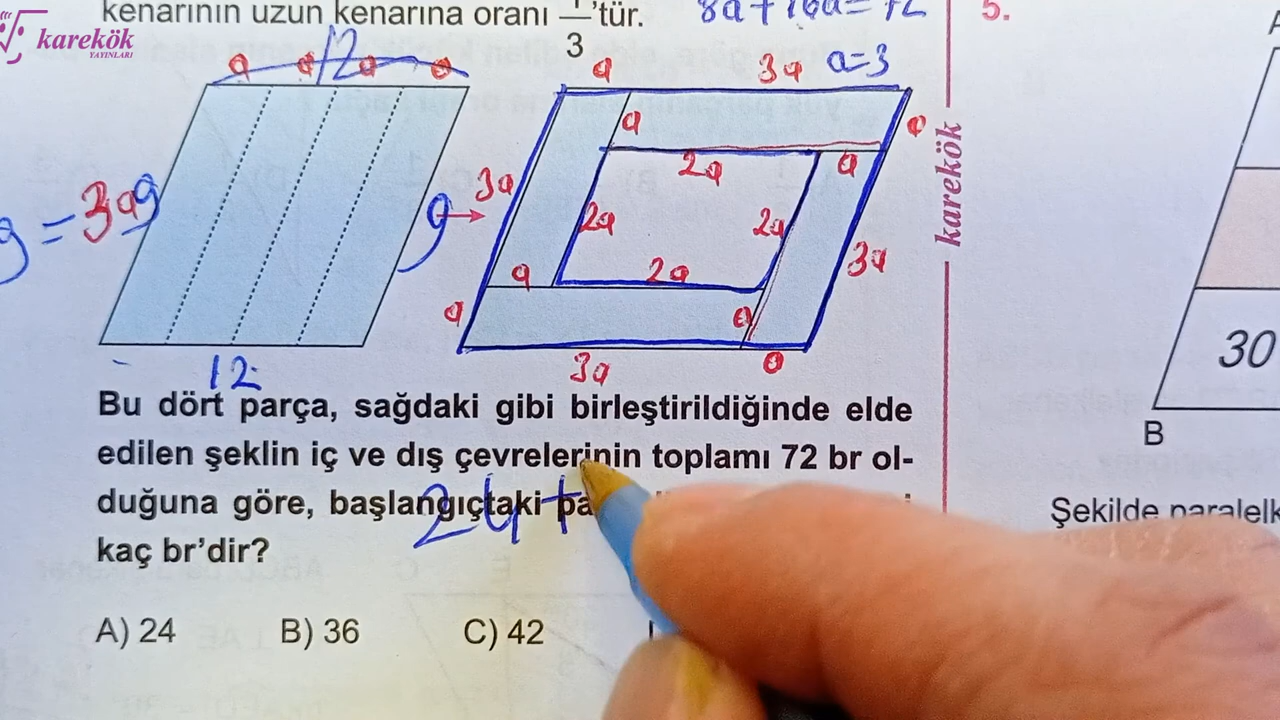 kenarının uzun kenarına oranı 1/3'tür.
8a+16a=72
5.
karekök
YAYINLARI
12
a a a a
a 3a a=3
A
a a
2a a
9=3a 9
9 3a 2a 2a
karekök
a 2a 3a
a a
30
12
3a a
B
Bu dört parça, sağdaki gibi birleştirildiğinde elde
edilen şeklin iç ve dış çevrelerinin toplamı 72 br ol-
duğuna göre, başlangıçtaki
24+
kaç br'dir?
Şekilde
A) 24 B) 36 C) 42